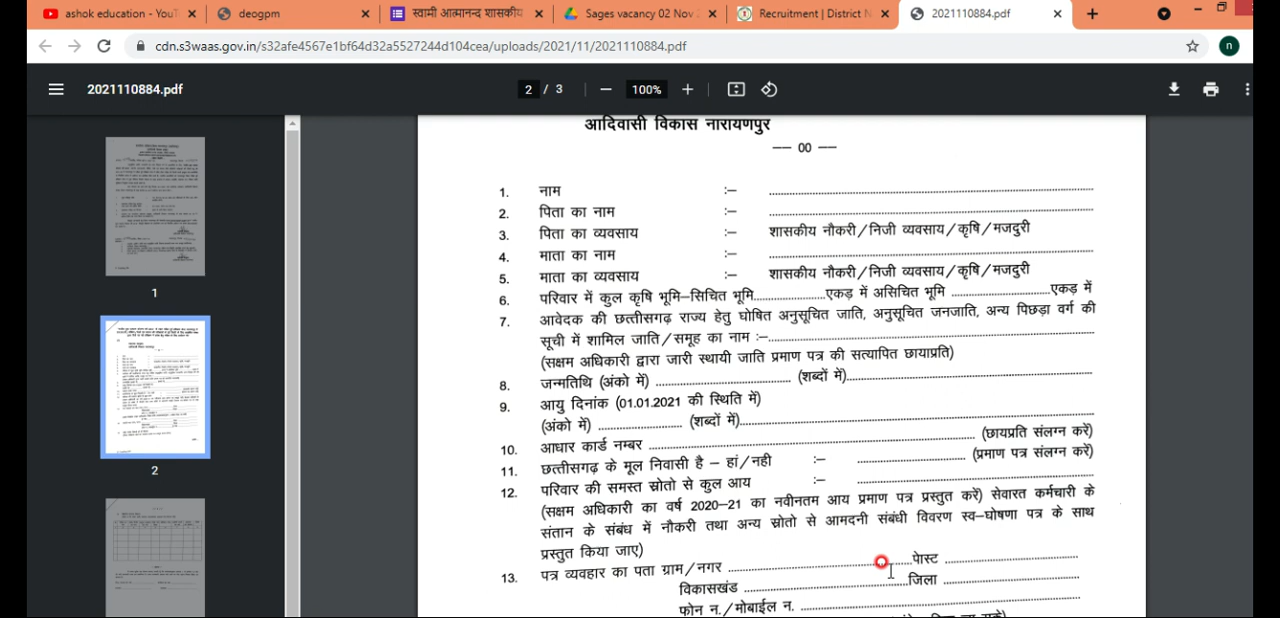 ashok education - YouT
deogpm
स्वामी आत्मानन्द शासकीय
Sages vacancy 02 Nov
Recruitment | District N
2021110884.pdf
cdn.s3waas.gov.in/s32afe4567e1bf64d32a5527244d104cea/uploads/2021/11/2021110884.pdf
n
2021110884.pdf
2 / 3
100%
1
2
आदिवासी विकास नारायणपुर
— 00 —
1. नाम :– ........
2. पिता का नाम :– ........
3. पिता का व्यवसाय :– शासकीय नौकरी/निजी व्यवसाय/कृषि/मजदुरी
4. माता का नाम :– ........
5. माता का व्यवसाय :– शासकीय नौकरी/निजी व्यवसाय/कृषि/मजदुरी
6. परिवार में कुल कृषि भूमि–सिचित भूमि........एकड़ में असिचित भूमि ........एकड़ में
7. आवेदक की छत्तीसगढ़ राज्य हेतु घोषित अनुसूचित जाति, अनुसूचित जनजाति, अन्य पिछड़ा वर्ग की
सूची में शामिल जाति/समूह का नाम :–........
(सक्षम अधिकारी द्वारा जारी स्थायी जाति प्रमाण पत्र की सत्यापित छायाप्रति)
8. जन्मतिथि (अंको में) ........ (शब्दों में)........
9. आयु दिनांक (01.01.2021 की स्थिति में)
(अंको में) ........ (शब्दों में)........
10. आधार कार्ड नम्बर ........ (छायप्रति संलग्न करें)
11. छत्तीसगढ़ के मूल निवासी है – हां/नही :– ........ (प्रमाण पत्र संलग्न करें)
12. परिवार की समस्त स्रोतो से कुल आय :– ........
(सक्षम अधिकारी का वर्ष 2020-21 का नवीनतम आय प्रमाण पत्र प्रस्तुत करें) सेवारत कर्मचारी के
संतान के संबंध में नौकरी तथा अन्य स्रोतो से आमदनी संबंधी विवरण स्व–घोषणा पत्र के साथ
प्रस्तुत किया जाए)
13. पत्र व्यवहार का पता ग्राम/नगर ........पोस्ट ........
विकासखंड ........जिला ........
फोन न./मोबाईल न. ........